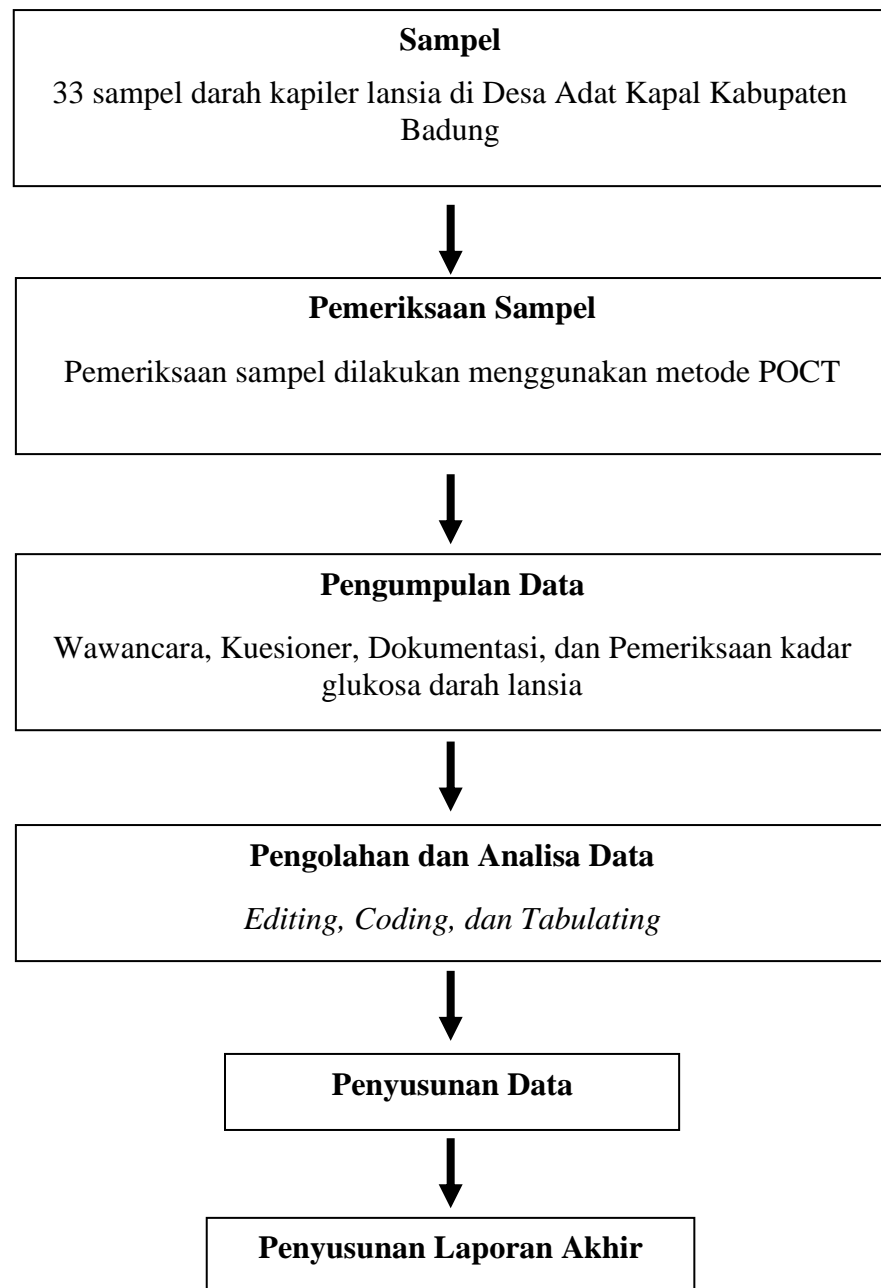 Sampel
33 sampel darah kapiler lansia di Desa Adat Kapal Kabupaten
Badung
Pemeriksaan Sampel
Pemeriksaan sampel dilakukan menggunakan metode POCT
Pengumpulan Data
Wawancara, Kuesioner, Dokumentasi, dan Pemeriksaan kadar
glukosa darah lansia
Pengolahan dan Analisa Data
Editing, Coding, dan Tabulating
Penyusunan Data
Penyusunan Laporan Akhir